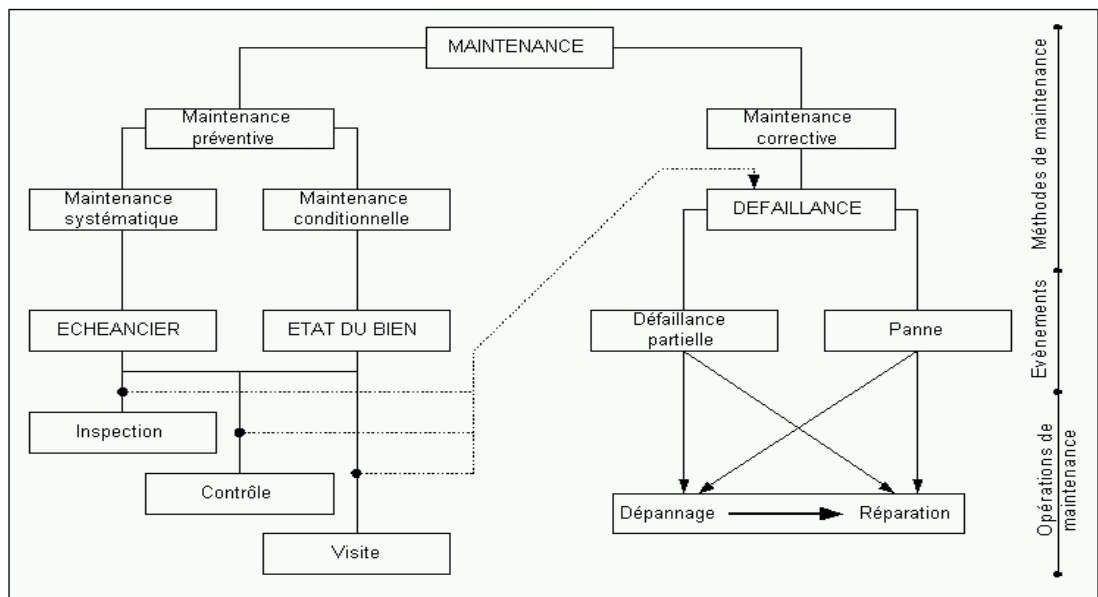 MAINTENANCE
Maintenance
préventive
Maintenance
corrective
Maintenance
systématique
Maintenance
conditionnelle
DEFAILLANCE
ECHEANCIER
ETAT DU BIEN
Défaillance
partielle
Panne
Inspection
Contrôle
Visite
Dépannage
Réparation
Méthodes de maintenance
Evènements
Opérations de
maintenance